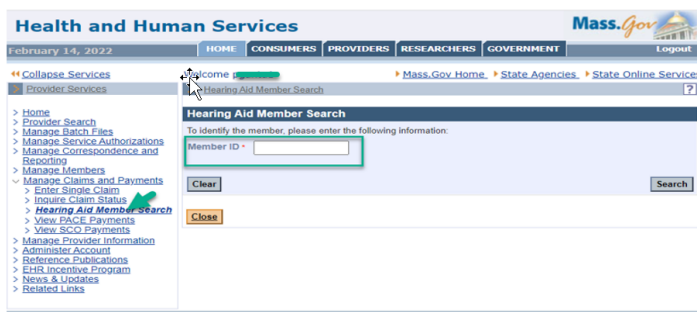 Health and Human Services
Mass.Gov
February 14, 2022
HOME CONSUMERS PROVIDERS RESEARCHERS GOVERNMENT Logout
Collapse Services
Welcome
Mass.Gov Home State Agencies State Online Services
Provider Services
Hearing Aid Member Search ?
> Home
> Provider Search
> Manage Batch Files
> Manage Service Authorizations
> Manage Correspondence and
Reporting
> Manage Members
Manage Claims and Payments
> Enter Single Claim
> Inquire Claim Status
> Hearing Aid Member Search
> View PACE Payments
> View SCO Payments
> Manage Provider Information
> Administer Account
> Reference Publications
> EHR Incentive Program
> News & Updates
> Related Links
Hearing Aid Member Search
To identify the member, please enter the following information:
Member ID *
Clear Search
Close